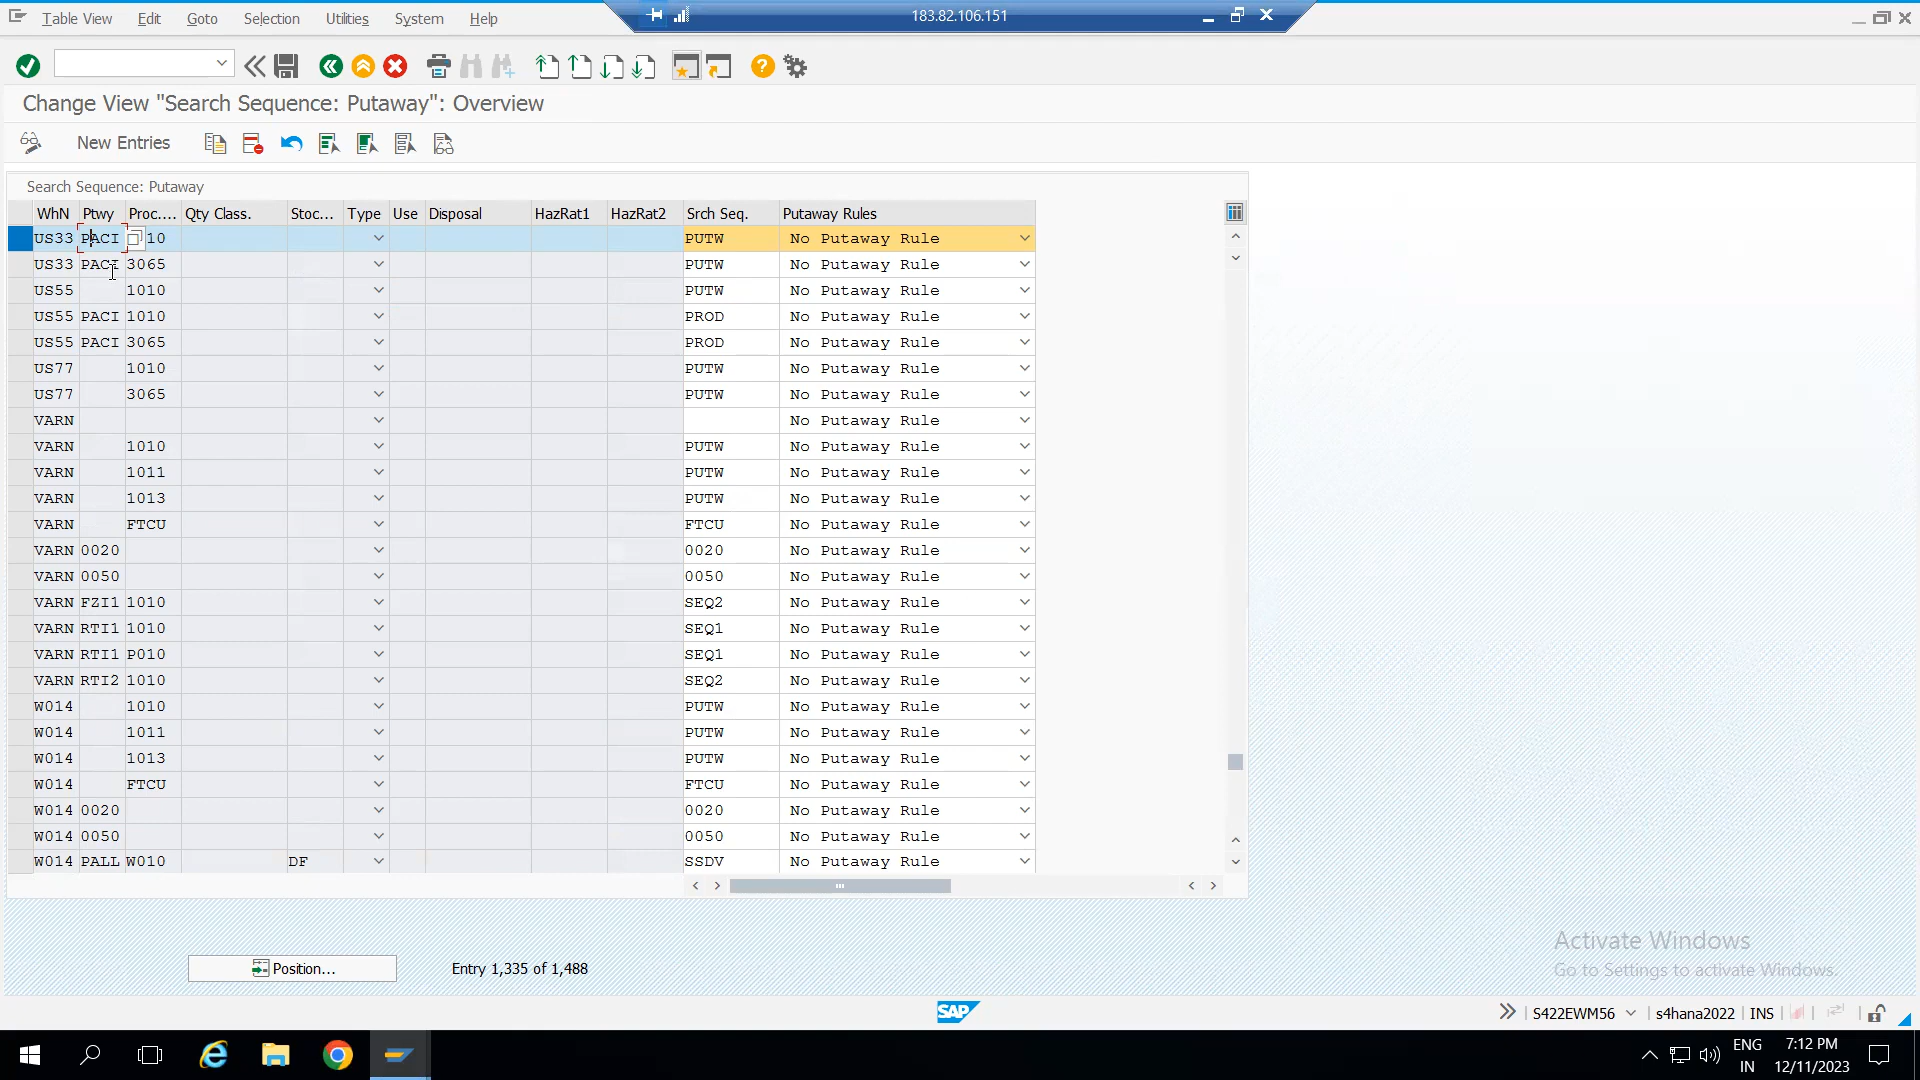 Table View Edit Goto Selection Utilities System Help
183.82.106.151
Change View "Search Sequence: Putaway": Overview
New Entries
Search Sequence: Putaway
WhN Ptwy Proc.... Qty Class. Stoc... Type Use Disposal HazRat1 HazRat2 Srch Seq. Putaway Rules
US33 PACI 10 PUTW No Putaway Rule
US33 PACI 3065 PUTW No Putaway Rule
US55 1010 PUTW No Putaway Rule
US55 PACI 1010 PROD No Putaway Rule
US55 PACI 3065 PROD No Putaway Rule
US77 1010 PUTW No Putaway Rule
US77 3065 PUTW No Putaway Rule
VARN No Putaway Rule
VARN 1010 PUTW No Putaway Rule
VARN 1011 PUTW No Putaway Rule
VARN 1013 PUTW No Putaway Rule
VARN FTCU FTCU No Putaway Rule
VARN 0020 0020 No Putaway Rule
VARN 0050 0050 No Putaway Rule
VARN FZI1 1010 SEQ2 No Putaway Rule
VARN RTI1 1010 SEQ1 No Putaway Rule
VARN RTI1 P010 SEQ1 No Putaway Rule
VARN RTI2 1010 SEQ2 No Putaway Rule
W014 1010 PUTW No Putaway Rule
W014 1011 PUTW No Putaway Rule
W014 1013 PUTW No Putaway Rule
W014 FTCU FTCU No Putaway Rule
W014 0020 0020 No Putaway Rule
W014 0050 0050 No Putaway Rule
W014 PALL W010 DF SSDV No Putaway Rule
Position...
Entry 1,335 of 1,488
Activate Windows
Go to Settings to activate Windows.
SAP
S422EWM56 s4hana2022 INS
ENG
IN
7:12 PM
12/11/2023